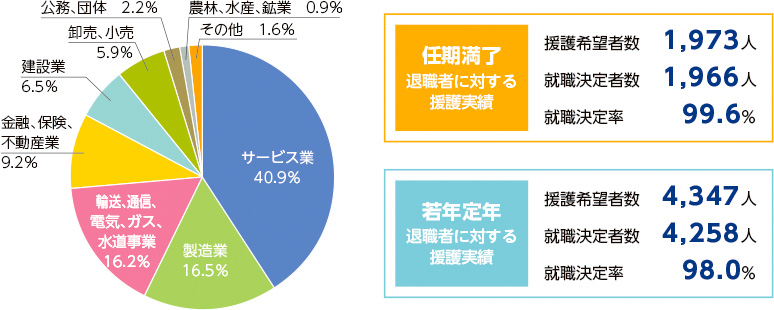 公務、団体 2.2%
農林、水産、鉱業 0.9%
卸売、小売
5.9%
その他 1.6%
建設業
6.5%
金融、保険、
不動産業
9.2%
サービス業
40.9%
輸送、通信、
電気、ガス、
水道事業
16.2%
製造業
16.5%
任期満了
退職者に対する
援護実績
援護希望者数 1,973人
就職決定者数 1,966人
就職決定率 99.6%
若年定年
退職者に対する
援護実績
援護希望者数 4,347人
就職決定者数 4,258人
就職決定率 98.0%